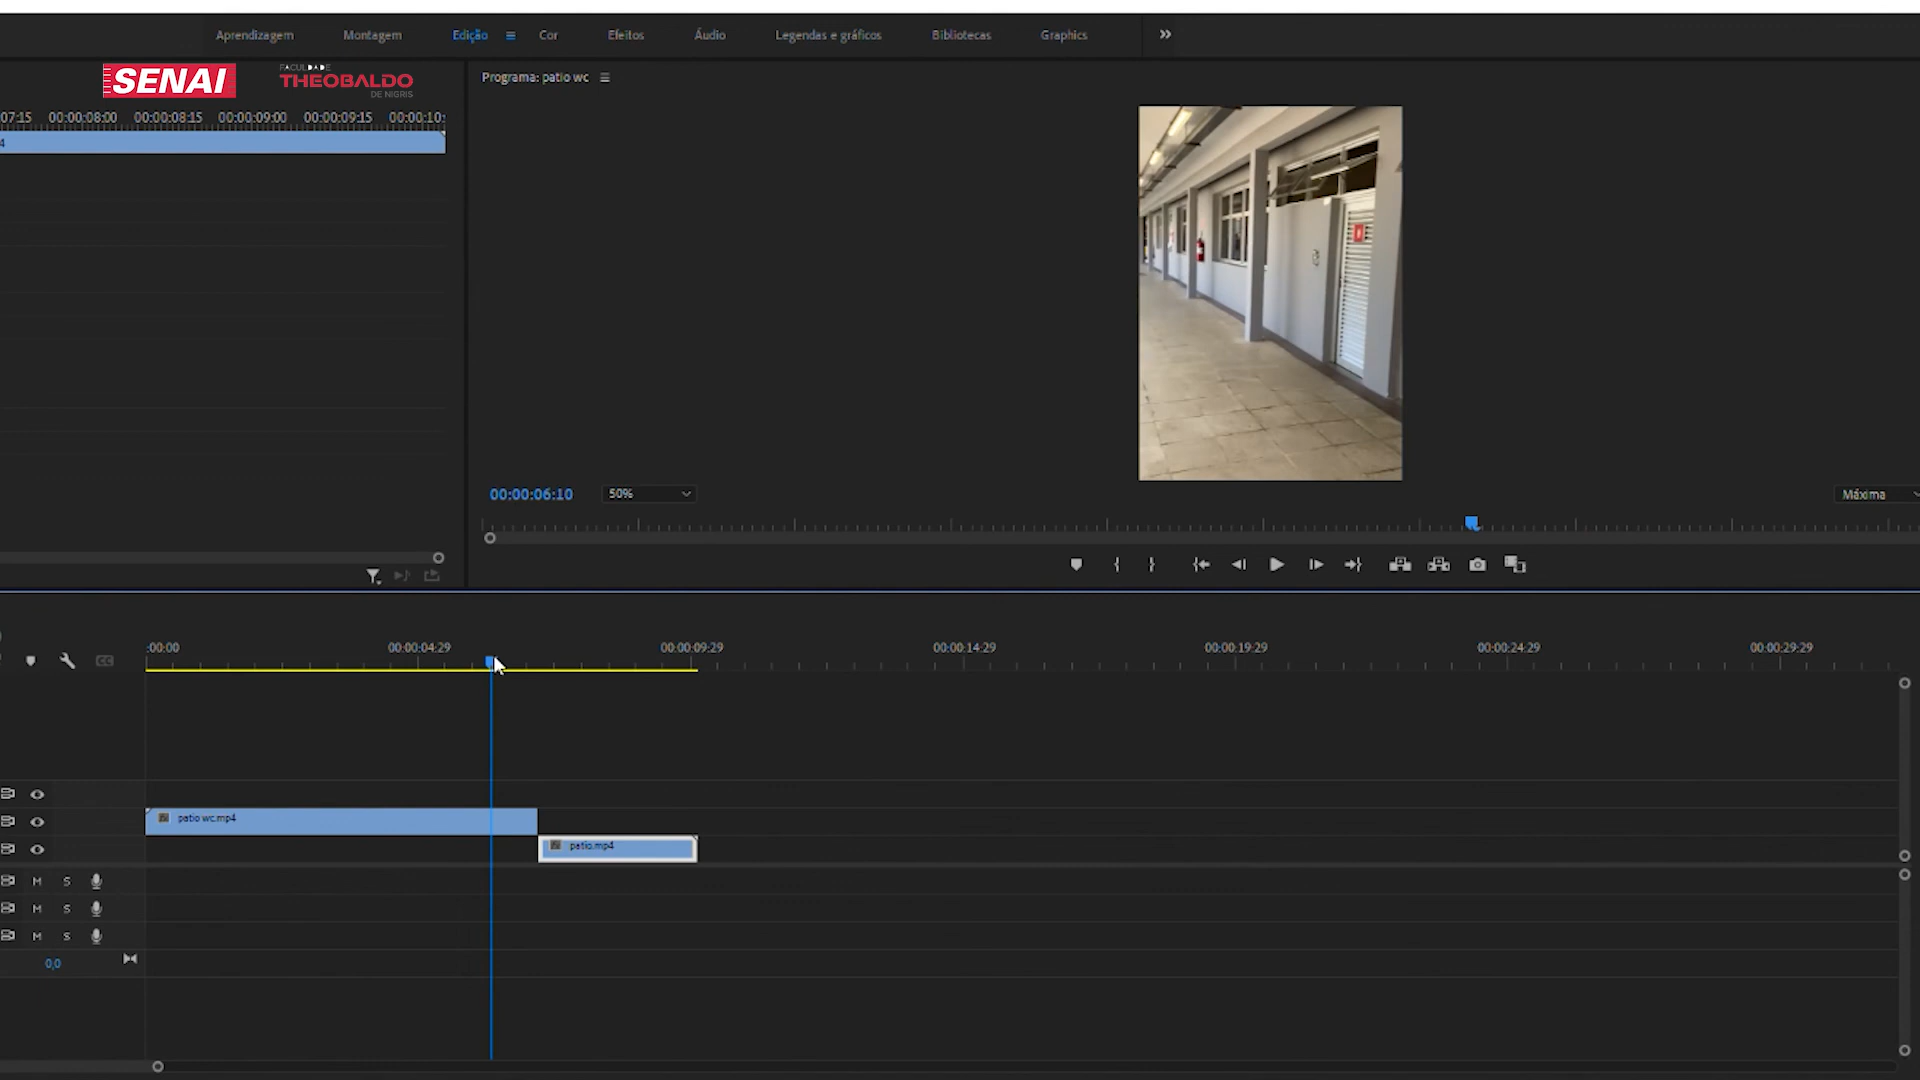 Aprendizagem Montagem Edição Cor Efeitos Áudio Legendas e gráficos Bibliotecas Graphics
SENAI
FACULDADE
THEOBALDO
DE NIGRIS
Programa: patio wc
07:15 00:00:08:00 00:00:08:15 00:00:09:00 00:00:09:15 00:00:10:
4
00:00:06:10 50% Máxima
:00:00 00:00:04:29 00:00:09:29 00:00:14:29 00:00:19:29 00:00:24:29 00:00:29:29
CC
patio wc.mp4
patio.mp4
M S
M S
M S
0,0